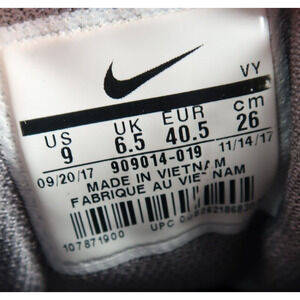 VY
US UK EUR cm
9 6.5 40.5 26
09/20/17 909014-019 11/14/17
MADE IN VIETNAM
FABRIQUE AU VIET NAM
107871900
UPC